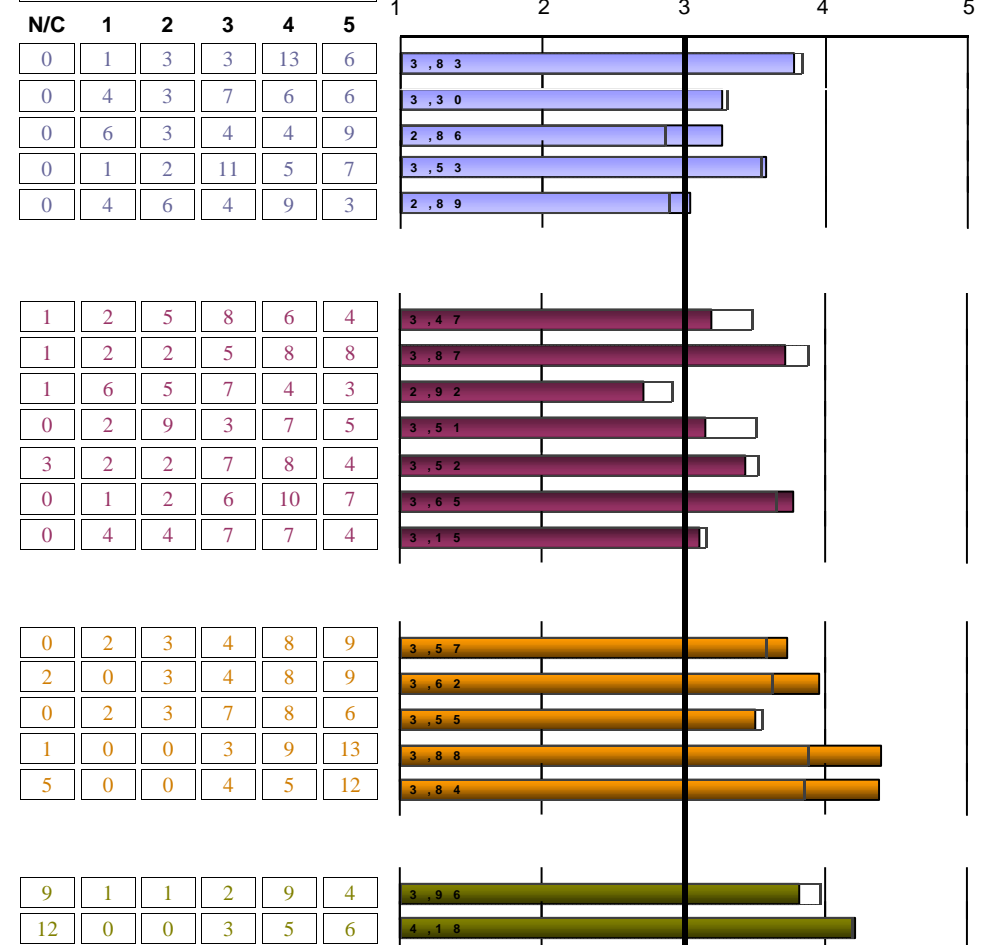 1 2 3 4 5
N/C 1 2 3 4 5
0 1 3 3 13 6 3,83
0 4 3 7 6 6 3,30
0 6 3 4 4 9 2,86
0 1 2 11 5 7 3,53
0 4 6 4 9 3 2,89
1 2 5 8 6 4 3,47
1 2 2 5 8 8 3,87
1 6 5 7 4 3 2,92
0 2 9 3 7 5 3,51
3 2 2 7 8 4 3,52
0 1 2 6 10 7 3,65
0 4 4 7 7 4 3,15
0 2 3 4 8 9 3,57
2 0 3 4 8 9 3,62
0 2 3 7 8 6 3,55
1 0 0 3 9 13 3,88
5 0 0 4 5 12 3,84
9 1 1 2 9 4 3,96
12 0 0 3 5 6 4,18